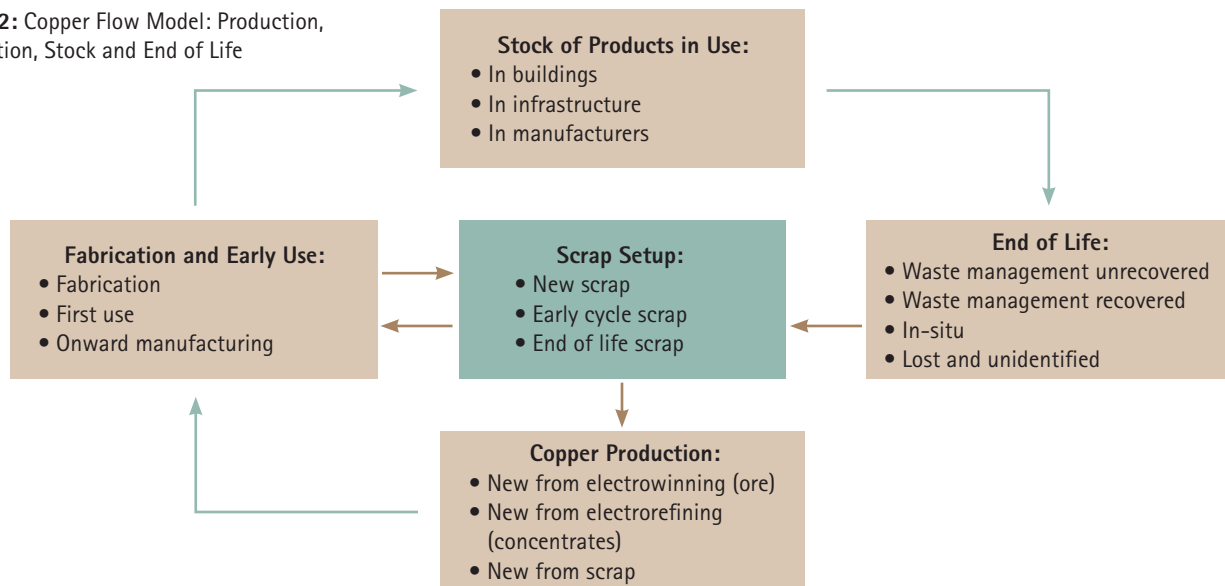 2: Copper Flow Model: Production,
tion, Stock and End of Life
Stock of Products in Use:
• In buildings
• In infrastructure
• In manufacturers
Fabrication and Early Use:
• Fabrication
• First use
• Onward manufacturing
Scrap Setup:
• New scrap
• Early cycle scrap
• End of life scrap
End of Life:
• Waste management unrecovered
• Waste management recovered
• In-situ
• Lost and unidentified
Copper Production:
• New from electrowinning (ore)
• New from electrorefining
(concentrates)
• New from scrap